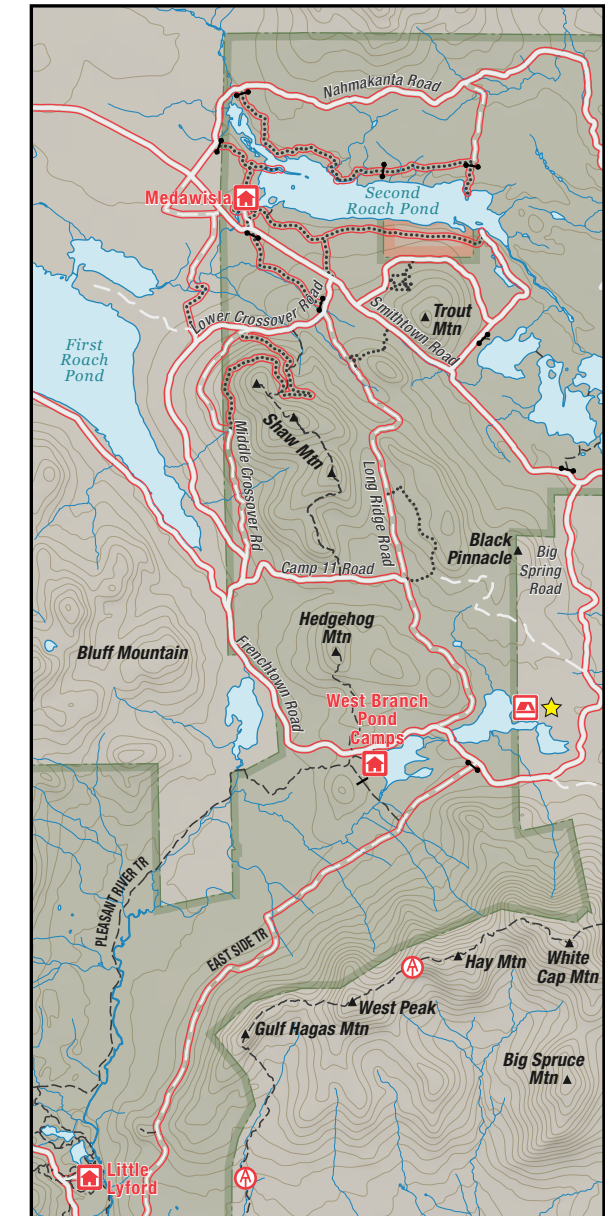 Nahmakanta Road
Medawisla
Second
Roach Pond
Lower Crossover Road
Smithtown Road
Trout
Mtn
First
Roach
Pond
Shaw Mtn
Middle Crossover Rd
Long Ridge Road
Black
Pinnacle
Big
Spring
Road
Camp 11 Road
Hedgehog
Mtn
Bluff Mountain
Frenchtown Road
West Branch
Pond
Camps
PLEASANT RIVER TR
EAST SIDE TR
Hay Mtn
White
Cap Mtn
West Peak
Gulf Hagas Mtn
Big Spruce
Mtn
Little
Lyford